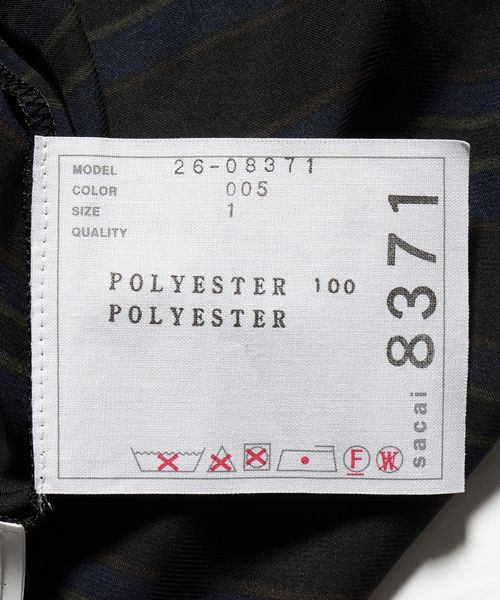 MODEL 26-08371
COLOR 005
SIZE 1
QUALITY
POLYESTER 100
POLYESTER
sacai 8371
F
W